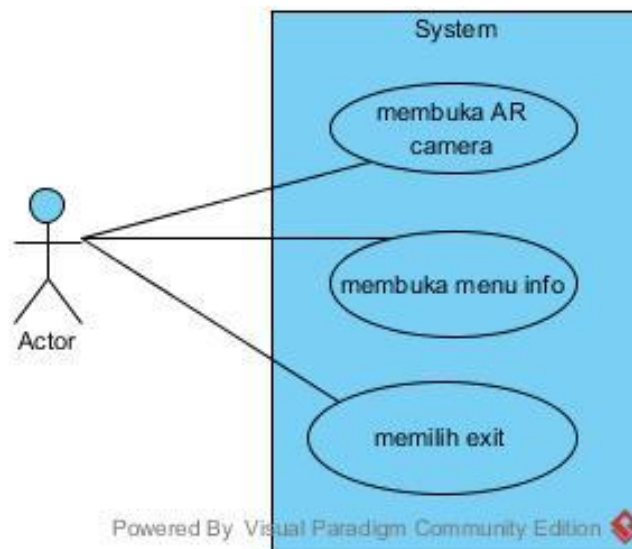 System
membuka AR
camera
membuka menu info
memilih exit
Actor
Powered By Visual Paradigm Community Edition